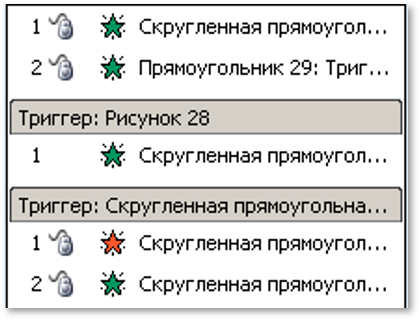 1 Скругленная прямоугол...
2 Прямоугольник 29: Триг...
Триггер: Рисунок 28
1 Скругленная прямоугол...
Триггер: Скругленная прямоугольна...
1 Скругленная прямоугол...
2 Скругленная прямоугол...